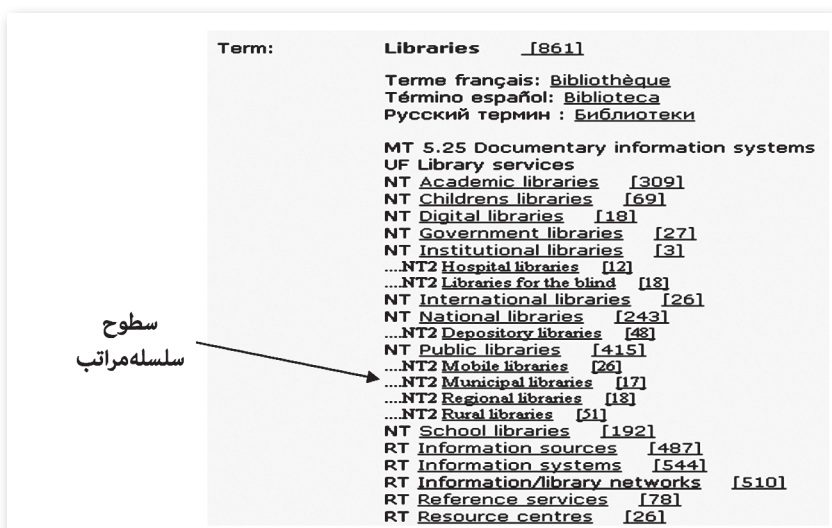 Term: Libraries [861]
Terme français: Bibliothèque
Término español: Biblioteca
Русский термин : Библиотеки
MT 5.25 Documentary information systems
UF Library services
NT Academic libraries [309]
NT Childrens libraries [69]
NT Digital libraries [18]
NT Government libraries [27]
NT Institutional libraries [3]
....NT2 Hospital libraries [12]
....NT2 Libraries for the blind [18]
NT International libraries [26]
NT National libraries [243]
....NT2 Depository libraries [48]
NT Public libraries [415]
....NT2 Mobile libraries [26]
....NT2 Municipal libraries [17]
....NT2 Regional libraries [18]
....NT2 Rural libraries [51]
NT School libraries [192]
RT Information sources [487]
RT Information systems [544]
RT Information/library networks [510]
RT Reference services [78]
RT Resource centres [26]
سطوح
سلسله‌مراتب